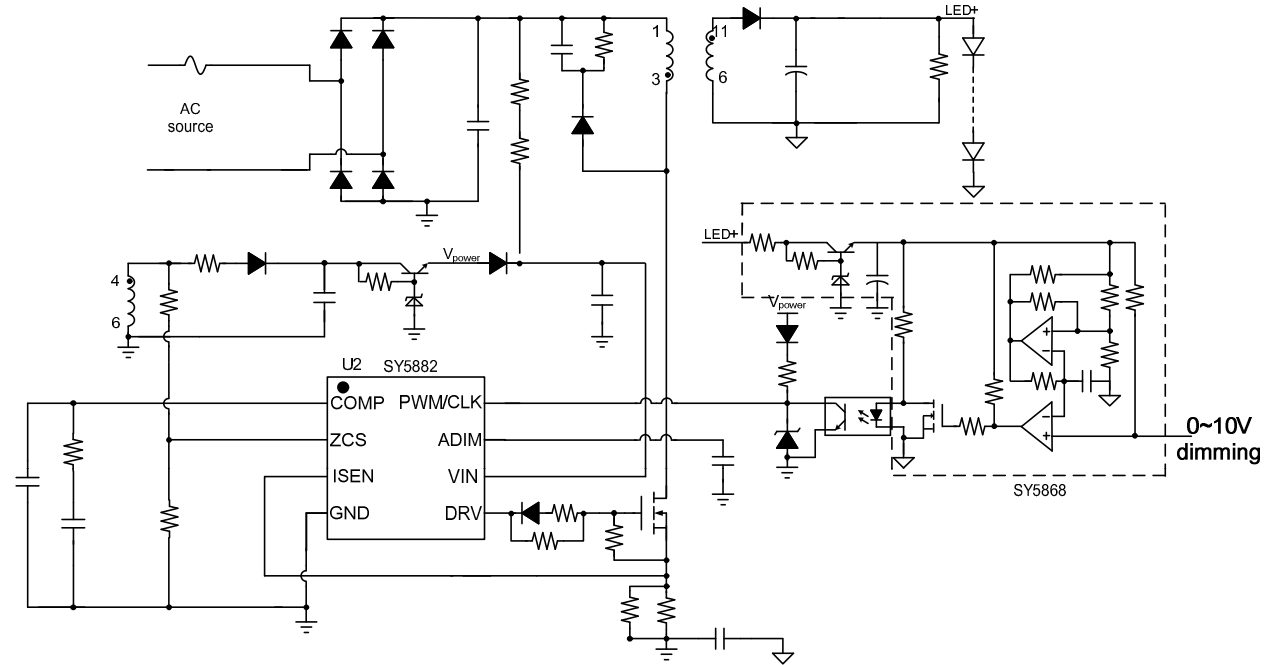 LED+
1
11
3
6
AC
source
LED+
Vpower
4
6
Vpower
U2
SY5882
COMP
PWM/CLK
ZCS
ADIM
ISEN
VIN
GND
DRV
0~10V
dimming
SY5868